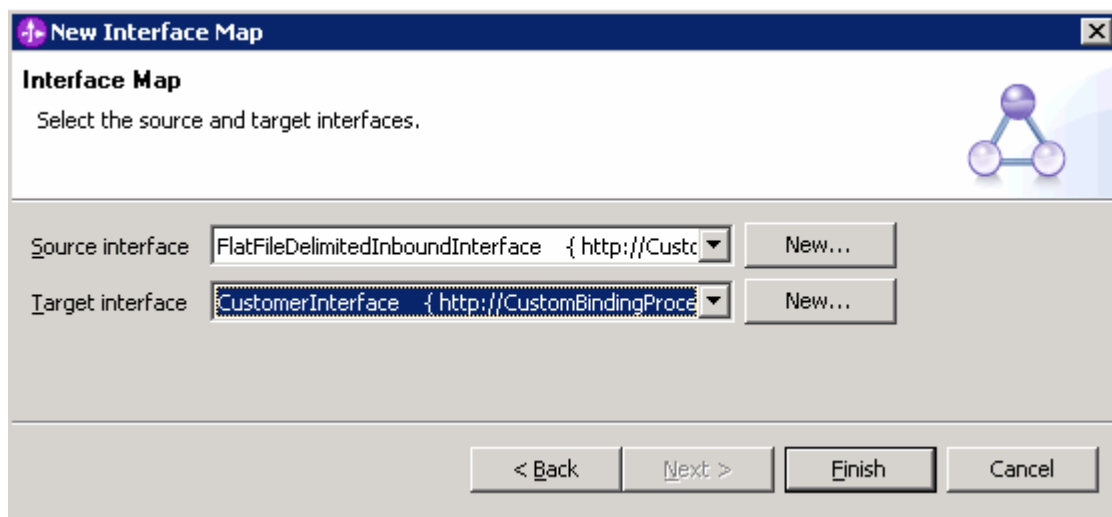 New Interface Map
Interface Map
Select the source and target interfaces.
Source interface FlatFileDelimitedInboundInterface { http://Custo New...
Target interface CustomerInterface { http://CustomBindingProce New...
< Back Next > Finish Cancel